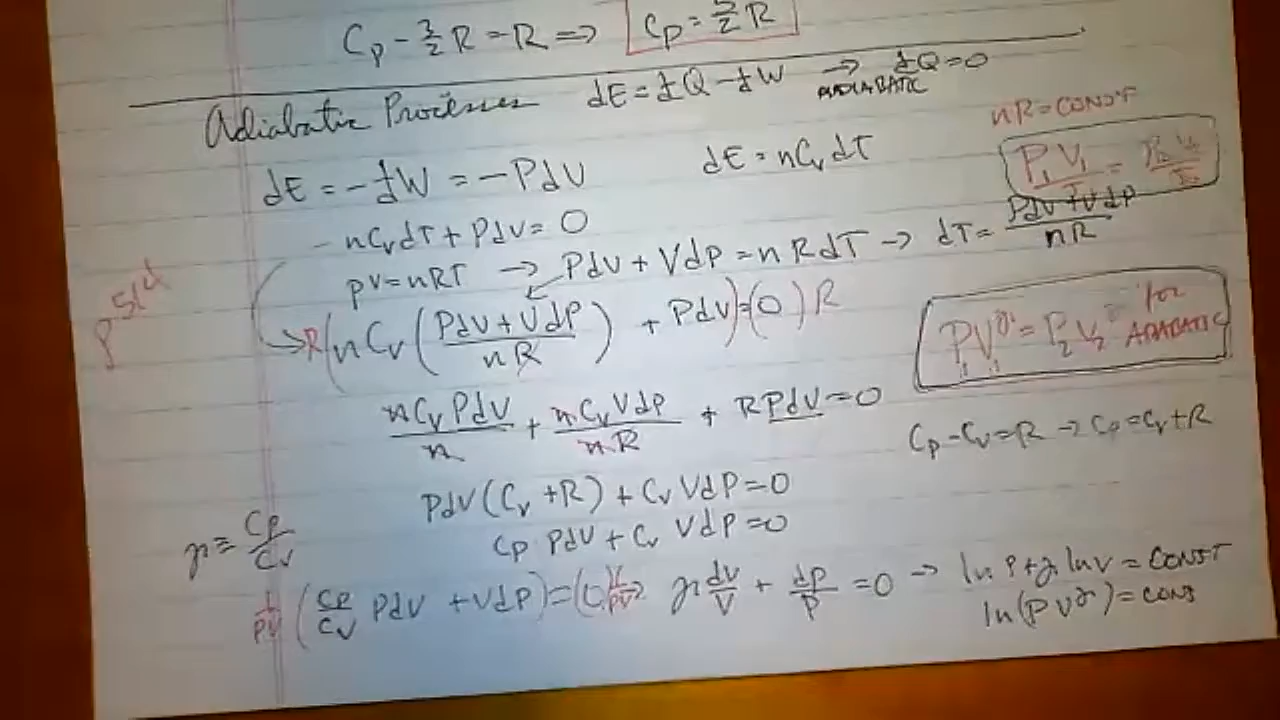 Cp - 3/2 R = R ⇒ Cp = 5/2 R
Adiabatic Processes dE = đQ - đW → ADIABATIC đQ = 0
nR = CONST
dE = -đW = -PdV dE = nCv dT
P₁V₁/T₁ = P₂V₂/T₂
nCvdT + PdV = 0
PV = nRT → PdV + VdP = nRdT → dT = PdV + VdP / nR
R(nCv(PdV + VdP / nR) + PdV) = (0)R
P₁V₁^γ = P₂V₂^γ for ADIABATIC
nCvPdV / n + nCvVdP / nR + RPdV = 0
Cp - Cv = R → Cp = Cv + R
PdV(Cv + R) + CvVdP = 0
γ ≡ Cp/Cv
Cp PdV + Cv VdP = 0
1/PV (Cp/Cv PdV + VdP) = (0)1/PV ⇒ γ dV/V + dP/P = 0 → ln P + γ ln V = CONST
ln(PV^γ) = CONS